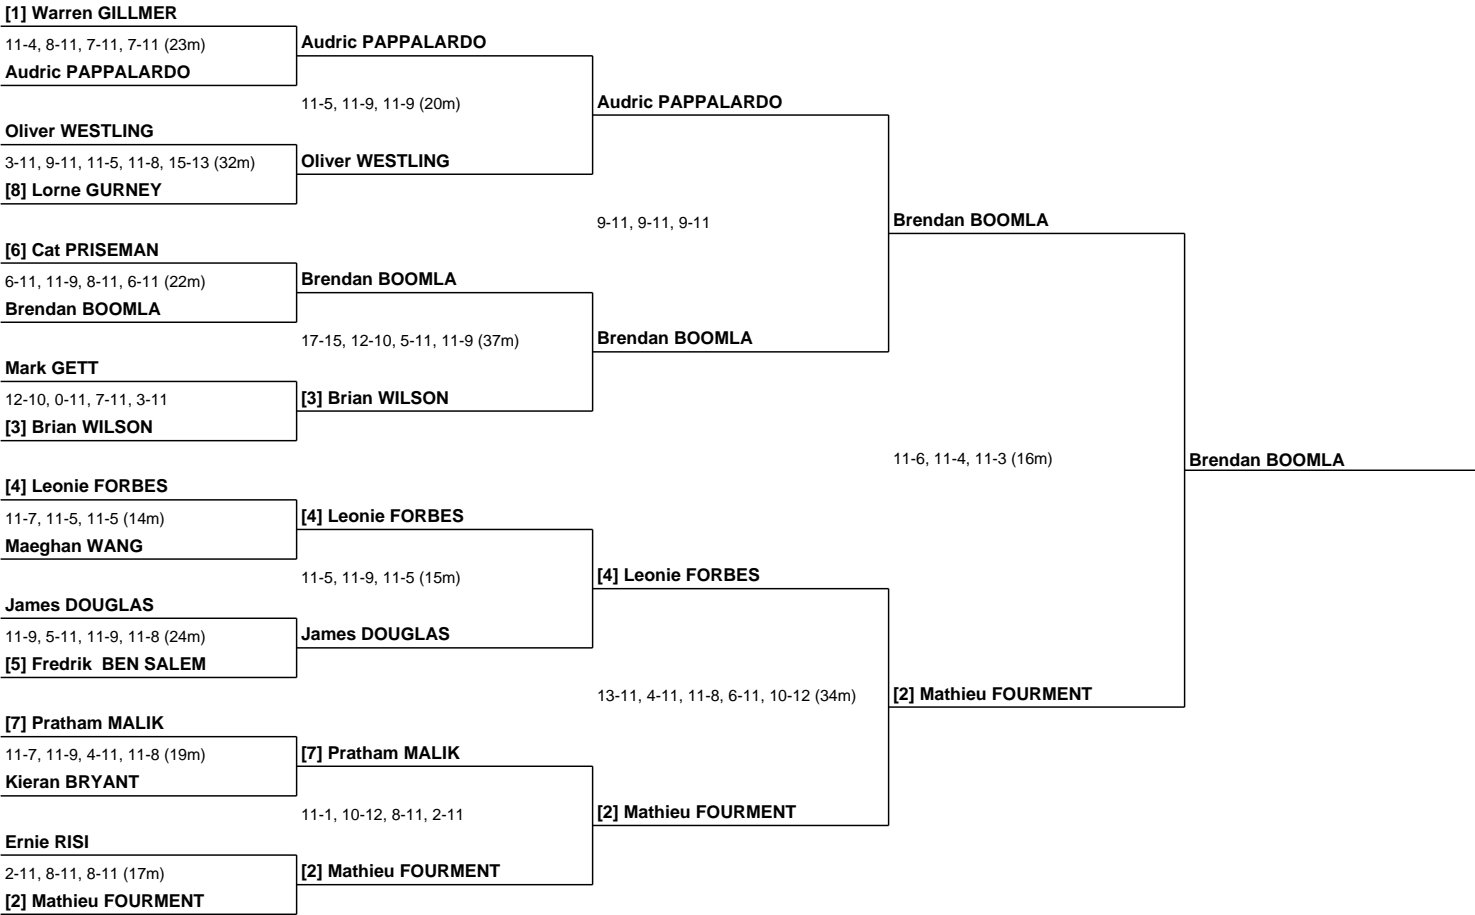 [1] Warren GILLMER
11-4, 8-11, 7-11, 7-11 (23m)
Audric PAPPALARDO
Oliver WESTLING
3-11, 9-11, 11-5, 11-8, 15-13 (32m)
[8] Lorne GURNEY
[6] Cat PRISEMAN
6-11, 11-9, 8-11, 6-11 (22m)
Brendan BOOMLA
Mark GETT
12-10, 0-11, 7-11, 3-11
[3] Brian WILSON
[4] Leonie FORBES
11-7, 11-5, 11-5 (14m)
Maeghan WANG
James DOUGLAS
11-9, 5-11, 11-9, 11-8 (24m)
[5] Fredrik  BEN SALEM
[7] Pratham MALIK
11-7, 11-9, 4-11, 11-8 (19m)
Kieran BRYANT
Ernie RISI
2-11, 8-11, 8-11 (17m)
[2] Mathieu FOURMENT
Audric PAPPALARDO
11-5, 11-9, 11-9 (20m)
Oliver WESTLING
Brendan BOOMLA
17-15, 12-10, 5-11, 11-9 (37m)
[3] Brian WILSON
[4] Leonie FORBES
11-5, 11-9, 11-5 (15m)
James DOUGLAS
[7] Pratham MALIK
11-1, 10-12, 8-11, 2-11
[2] Mathieu FOURMENT
Audric PAPPALARDO
9-11, 9-11, 9-11
Brendan BOOMLA
[4] Leonie FORBES
13-11, 4-11, 11-8, 6-11, 10-12 (34m)
[2] Mathieu FOURMENT
Brendan BOOMLA
11-6, 11-4, 11-3 (16m)
[2] Mathieu FOURMENT
Brendan BOOMLA